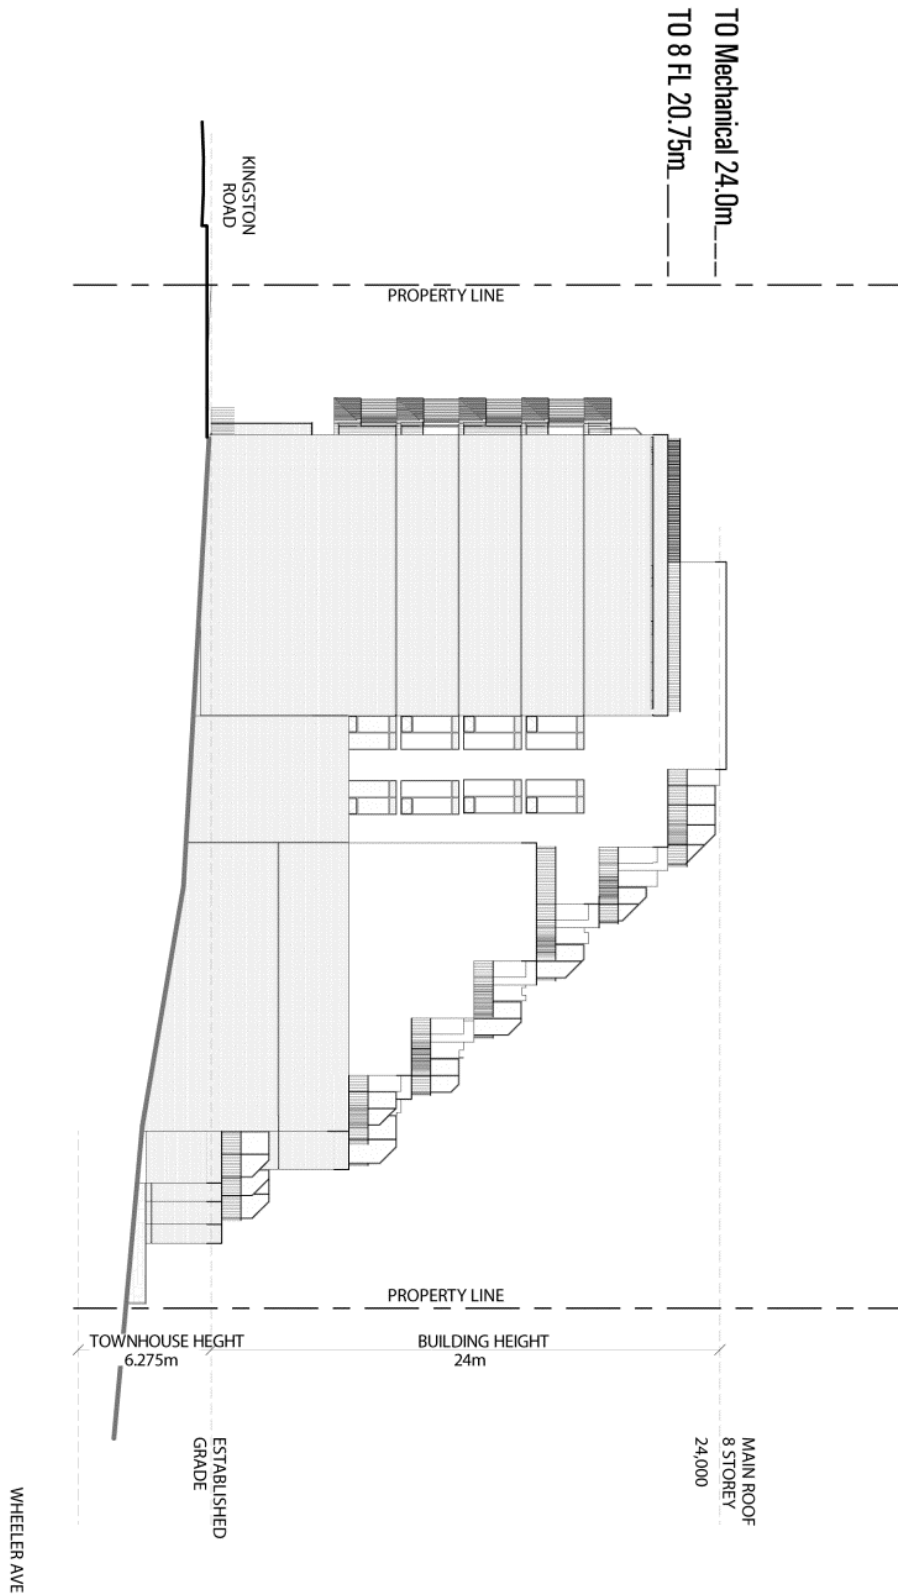 TO Mechanical 24.0m
TO 8 FL 20.75m
KINGSTON
ROAD
PROPERTY LINE
PROPERTY LINE
TOWNHOUSE HEGHT
6.275m
BUILDING HEIGHT
24m
MAIN ROOF
8 STOREY
24,000
ESTABLISHED
GRADE
WHEELER AVE